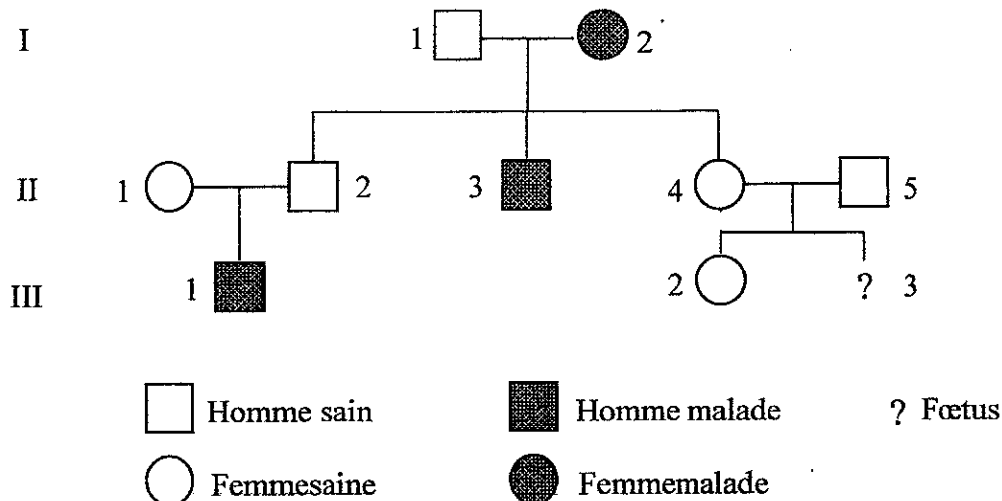 I 1 2
II 1 2 3 4 5
III 1 2 ? 3
Homme sain Homme malade ? Fœtus
Femmesaine Femmemalade